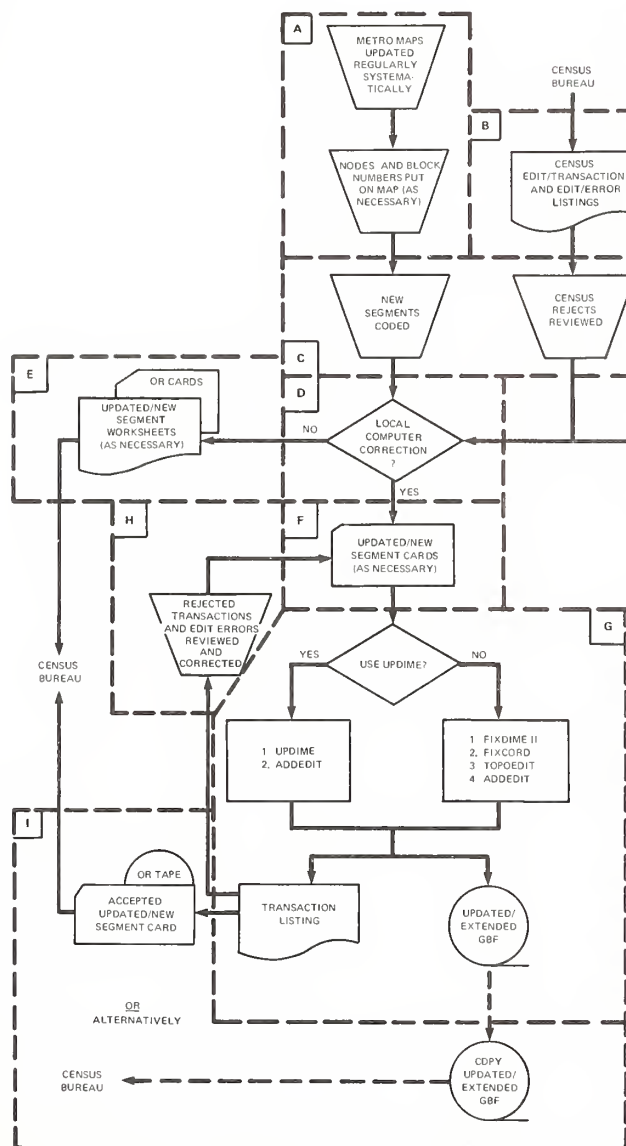 A
METRO MAPS
UPDATED
REGULARLY
SYSTEMA-
TICALLY
CENSUS
BUREAU
B
NODES AND BLOCK
NUMBERS PUT
ON MAP (AS
NECESSARY)
CENSUS
EDIT/TRANSACTION
AND EDIT/ERROR
LISTINGS
NEW
SEGMENTS
CODED
CENSUS
REJECTS
REVIEWED
C
E
D
OR CARDS
UPDATED/NEW
SEGMENT
WORKSHEETS
(AS NECESSARY)
NO
LOCAL
COMPUTER
CORRECTION
?
YES
H
F
UPDATED/NEW
SEGMENT CARDS
(AS NECESSARY)
REJECTED
TRANSACTIONS
AND EDIT ERRORS
REVIEWED
AND
CORRECTED
G
CENSUS
BUREAU
YES
USE UPDIME?
NO
1 UPDIME
2, ADDEDIT
1 FIXDIME II
2, FIXCORD
3 TOPOEDIT
4 ADDEDIT
I
OR TAPE
ACCEPTED
UPDATED/NEW
SEGMENT CARD
TRANSACTION
LISTING
UPDATED/
EXTENDED
GBF
OR
ALTERNATIVELY
CENSUS
BUREAU
CDPY
UPDATED/
EXTENDED
GBF